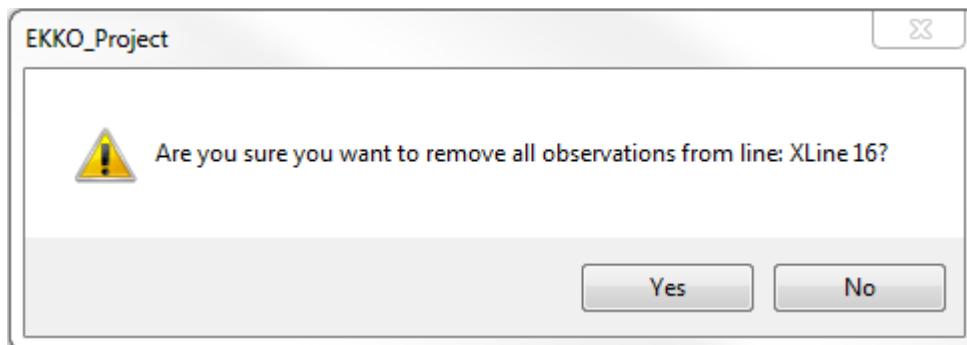 EKKO_Project
Are you sure you want to remove all observations from line: XLine 16?
Yes
No